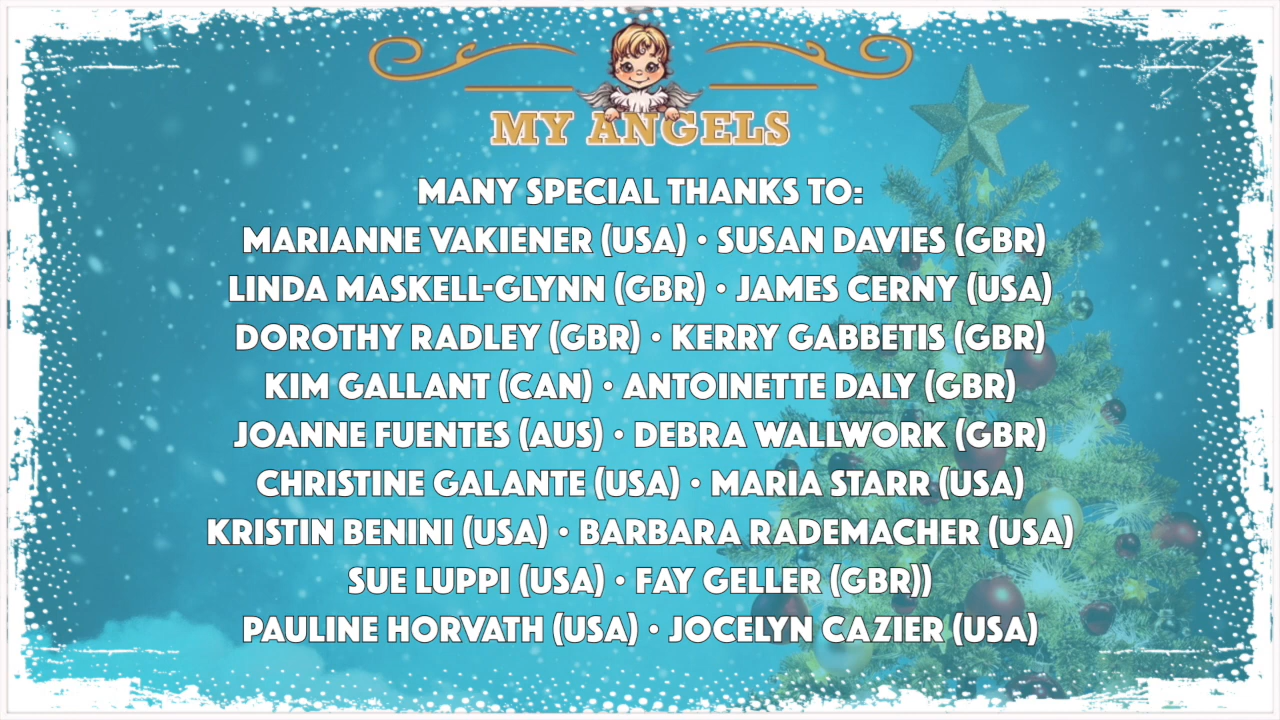 MY ANGELS
MANY SPECIAL THANKS TO:
MARIANNE VAKIENER (USA) • SUSAN DAVIES (GBR)
LINDA MASKELL-GLYNN (GBR) • JAMES CERNY (USA)
DOROTHY RADLEY (GBR) • KERRY GABBETIS (GBR)
KIM GALLANT (CAN) • ANTOINETTE DALY (GBR)
JOANNE FUENTES (AUS) • DEBRA WALLWORK (GBR)
CHRISTINE GALANTE (USA) • MARIA STARR (USA)
KRISTIN BENINI (USA) • BARBARA RADEMACHER (USA)
SUE LUPPI (USA) • FAY GELLER (GBR))
PAULINE HORVATH (USA) • JOCELYN CAZIER (USA)